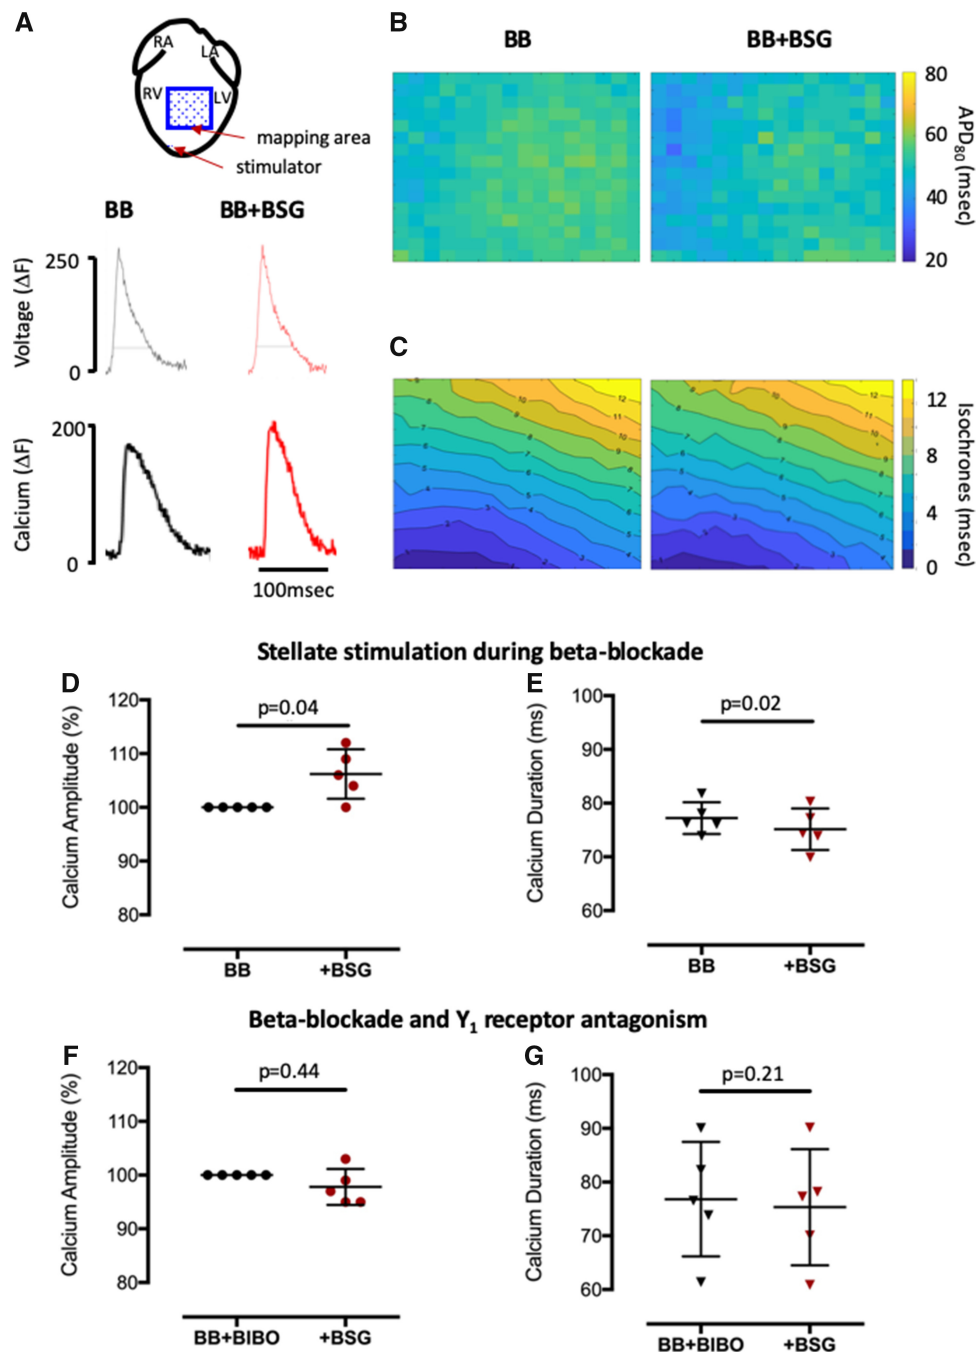 A
RA
LA
RV
LV
mapping area
stimulator
BB
BB+BSG
Voltage (ΔF)
250
0
Calcium (ΔF)
200
0
100msec
B
BB
BB+BSG
80
60
40
20
APD80 (msec)
C
12
8
4
0
Isochrones (msec)
Stellate stimulation during beta-blockade
D
Calcium Amplitude (%)
120
110
100
90
80
p=0.04
BB
+BSG
E
Calcium Duration (ms)
100
90
80
70
60
p=0.02
BB
+BSG
Beta-blockade and Y1 receptor antagonism
F
Calcium Amplitude (%)
120
110
100
90
80
p=0.44
BB+BIBO
+BSG
G
Calcium Duration (ms)
100
90
80
70
60
p=0.21
BB+BIBO
+BSG